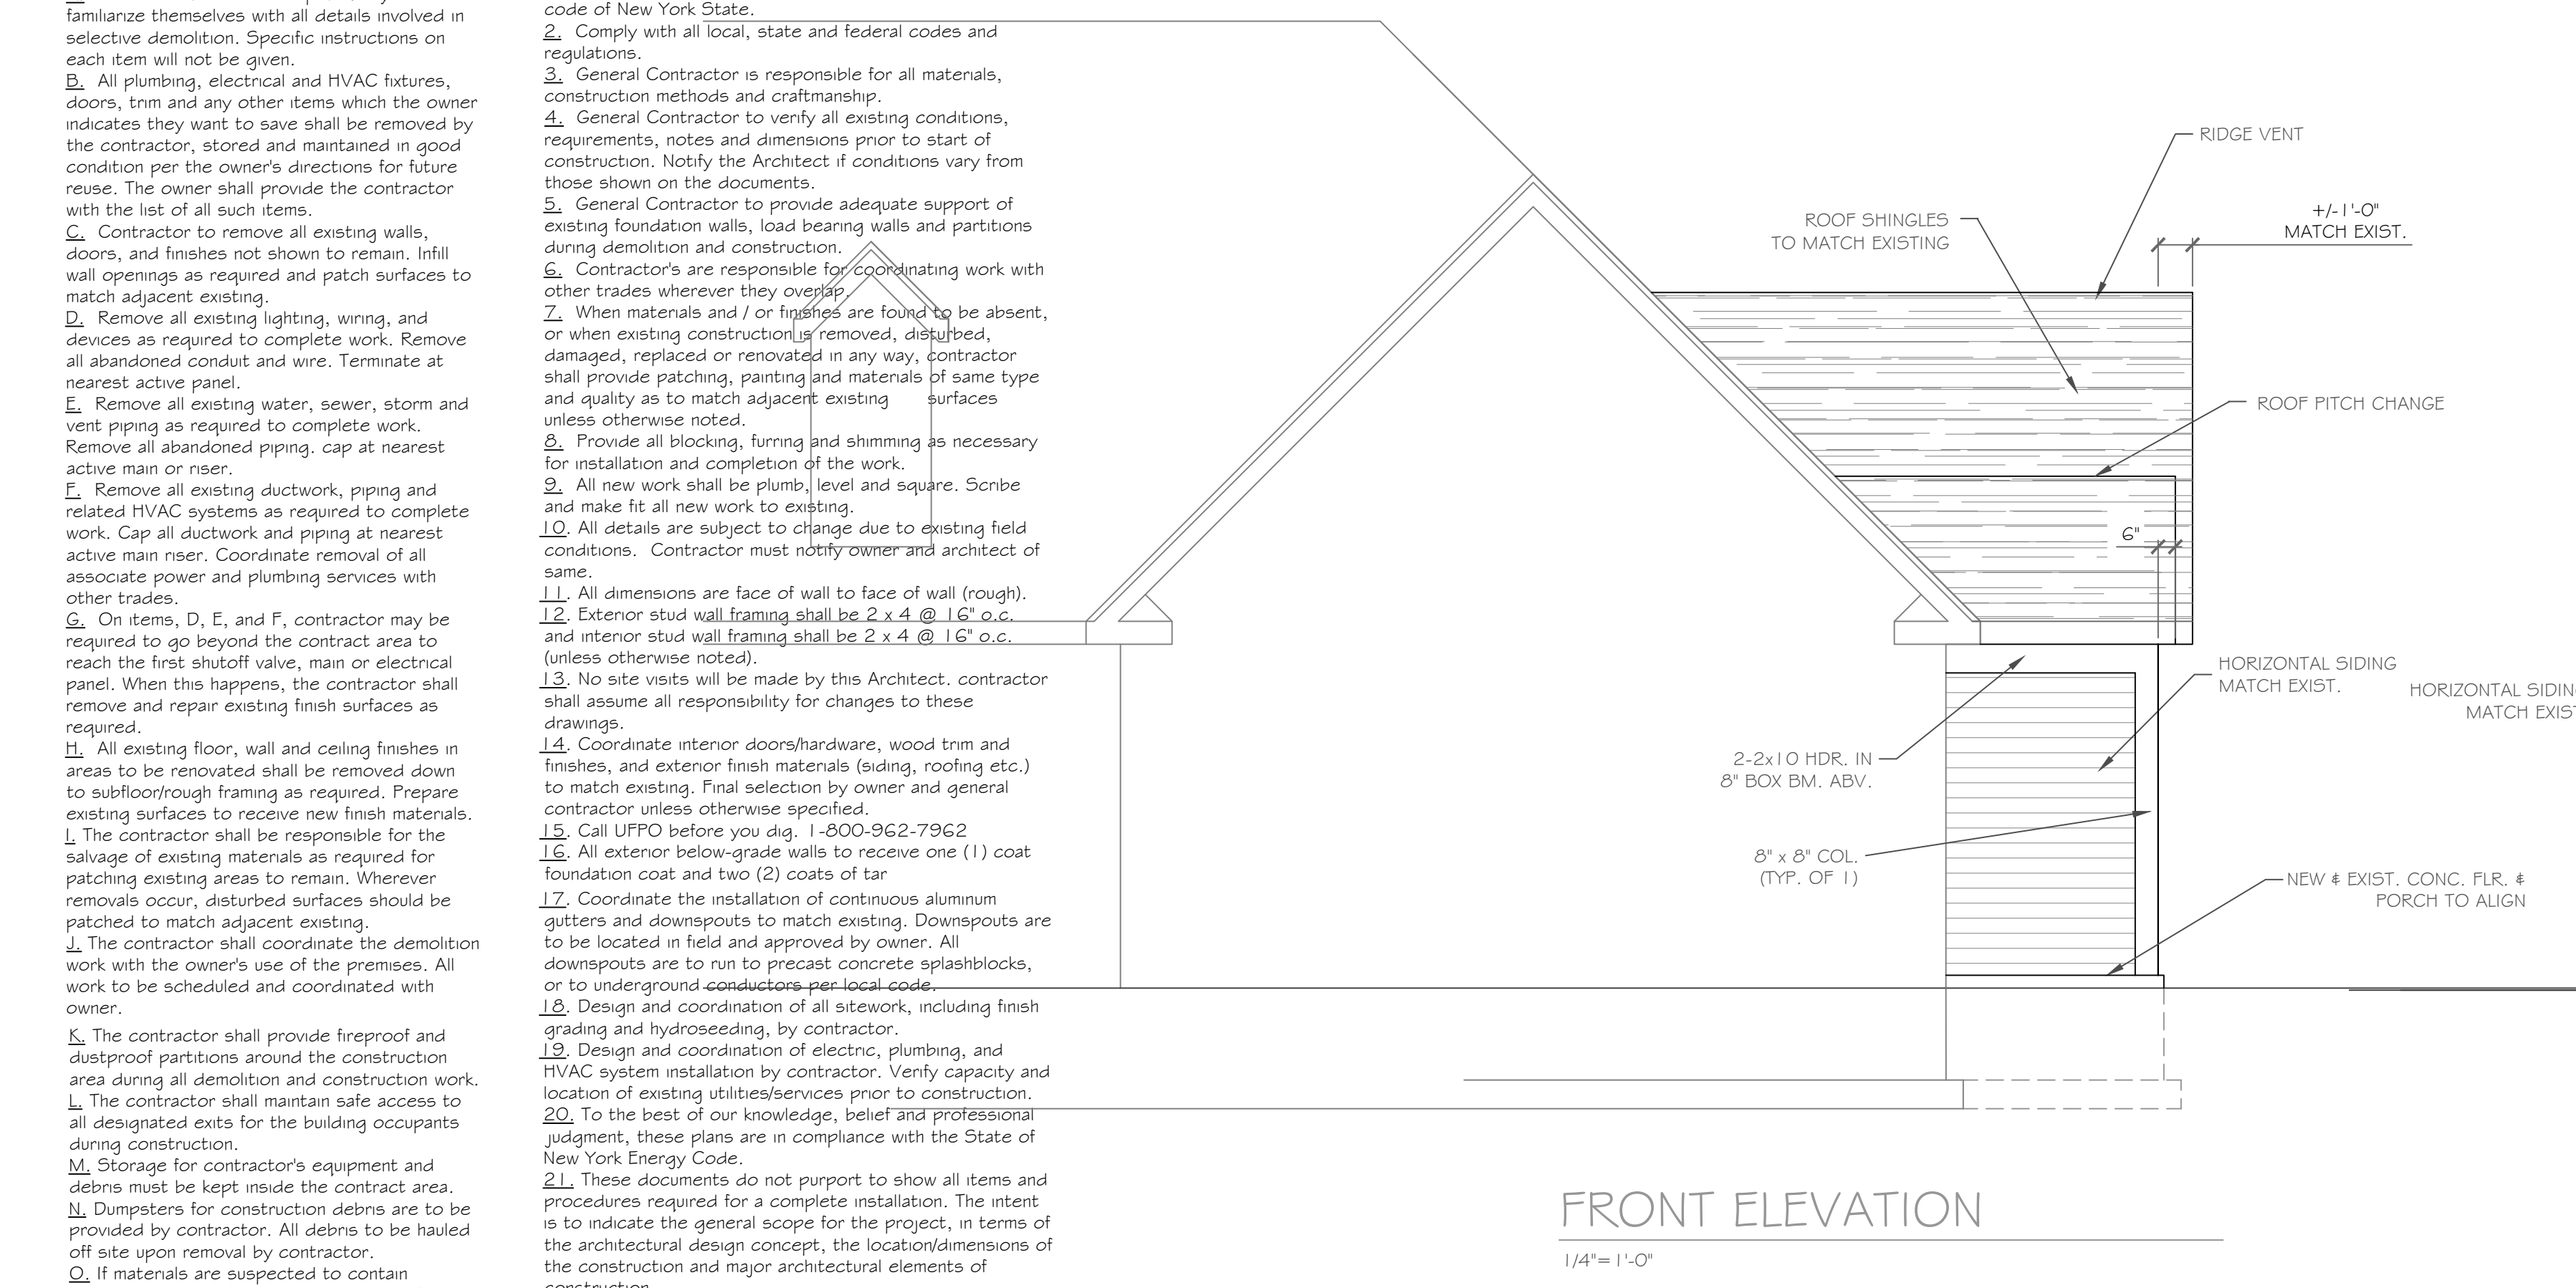 familiarize themselves with all details involved in
selective demolition. Specific instructions on
each item will not be given.
B. All plumbing, electrical and HVAC fixtures,
doors, trim and any other items which the owner
indicates they want to save shall be removed by
the contractor, stored and maintained in good
condition per the owner's directions for future
reuse. The owner shall provide the contractor
with the list of all such items.
C. Contractor to remove all existing walls,
doors, and finishes not shown to remain. Infill
wall openings as required and patch surfaces to
match adjacent existing.
D. Remove all existing lighting, wiring, and
devices as required to complete work. Remove
all abandoned conduit and wire. Terminate at
nearest active panel.
E. Remove all existing water, sewer, storm and
vent piping as required to complete work.
Remove all abandoned piping. cap at nearest
active main or riser.
F. Remove all existing ductwork, piping and
related HVAC systems as required to complete
work. Cap all ductwork and piping at nearest
active main riser. Coordinate removal of all
associate power and plumbing services with
other trades.
G. On items, D, E, and F, contractor may be
required to go beyond the contract area to
reach the first shutoff valve, main or electrical
panel. When this happens, the contractor shall
remove and repair existing finish surfaces as
required.
H. All existing floor, wall and ceiling finishes in
areas to be renovated shall be removed down
to subfloor/rough framing as required. Prepare
existing surfaces to receive new finish materials.
I. The contractor shall be responsible for the
salvage of existing materials as required for
patching existing areas to remain. Wherever
removals occur, disturbed surfaces should be
patched to match adjacent existing.
J. The contractor shall coordinate the demolition
work with the owner's use of the premises. All
work to be scheduled and coordinated with
owner.
K. The contractor shall provide fireproof and
dustproof partitions around the construction
area during all demolition and construction work.
L. The contractor shall maintain safe access to
all designated exits for the building occupants
during construction.
M. Storage for contractor's equipment and
debris must be kept inside the contract area.
N. Dumpsters for construction debris are to be
provided by contractor. All debris to be hauled
off site upon removal by contractor.
O. If materials are suspected to contain
code of New York State.
2. Comply with all local, state and federal codes and
regulations.
3. General Contractor is responsible for all materials,
construction methods and craftmanship.
4. General Contractor to verify all existing conditions,
requirements, notes and dimensions prior to start of
construction. Notify the Architect if conditions vary from
those shown on the documents.
5. General Contractor to provide adequate support of
existing foundation walls, load bearing walls and partitions
during demolition and construction.
6. Contractor's are responsible for coordinating work with
other trades wherever they overlap.
7. When materials and / or finishes are found to be absent,
or when existing construction is removed, disturbed,
damaged, replaced or renovated in any way, contractor
shall provide patching, painting and materials of same type
and quality as to match adjacent existing surfaces
unless otherwise noted.
8. Provide all blocking, furring and shimming as necessary
for installation and completion of the work.
9. All new work shall be plumb, level and square. Scribe
and make fit all new work to existing.
10. All details are subject to change due to existing field
conditions. Contractor must notify owner and architect of
same.
11. All dimensions are face of wall to face of wall (rough).
12. Exterior stud wall framing shall be 2 x 4 @ 16" o.c.
and interior stud wall framing shall be 2 x 4 @ 16" o.c.
(unless otherwise noted).
13. No site visits will be made by this Architect. contractor
shall assume all responsibility for changes to these
drawings.
14. Coordinate interior doors/hardware, wood trim and
finishes, and exterior finish materials (siding, roofing etc.)
to match existing. Final selection by owner and general
contractor unless otherwise specified.
15. Call UFPO before you dig. 1-800-962-7962
16. All exterior below-grade walls to receive one (1) coat
foundation coat and two (2) coats of tar
17. Coordinate the installation of continuous aluminum
gutters and downspouts to match existing. Downspouts are
to be located in field and approved by owner. All
downspouts are to run to precast concrete splashblocks,
or to underground conductors per local code.
18. Design and coordination of all sitework, including finish
grading and hydroseeding, by contractor.
19. Design and coordination of electric, plumbing, and
HVAC system installation by contractor. Verify capacity and
location of existing utilities/services prior to construction.
20. To the best of our knowledge, belief and professional
judgment, these plans are in compliance with the State of
New York Energy Code.
21. These documents do not purport to show all items and
procedures required for a complete installation. The intent
is to indicate the general scope for the project, in terms of
the architectural design concept, the location/dimensions of
the construction and major architectural elements of
RIDGE VENT
+/-1'-0"
MATCH EXIST.
ROOF SHINGLES
TO MATCH EXISTING
ROOF PITCH CHANGE
6"
HORIZONTAL SIDING
MATCH EXIST.
HORIZONTAL SIDIN
MATCH EXIS
2-2x10 HDR. IN
8" BOX BM. ABV.
8" x 8" COL.
(TYP. OF 1)
NEW & EXIST. CONC. FLR. &
PORCH TO ALIGN
FRONT ELEVATION
1/4"=1'-0"